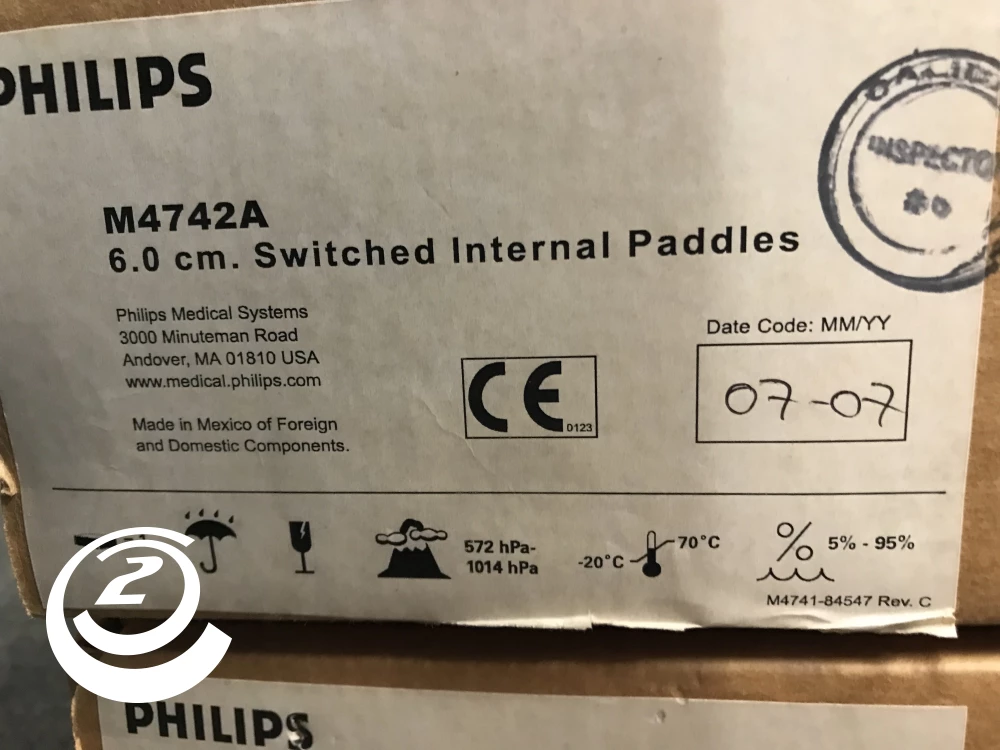 PHILIPS
INSPECTO
M4742A
6.0 cm. Switched Internal Paddles
Philips Medical Systems
3000 Minuteman Road
Andover, MA 01810 USA
www.medical.philips.com
Made in Mexico of Foreign
and Domestic Components.
CE
0123
Date Code: MM/YY
07-07
572 hPa-
1014 hPa
-20°C
70°C
%
5% - 95%
M4741-84547 Rev. C
2
PHILIPS